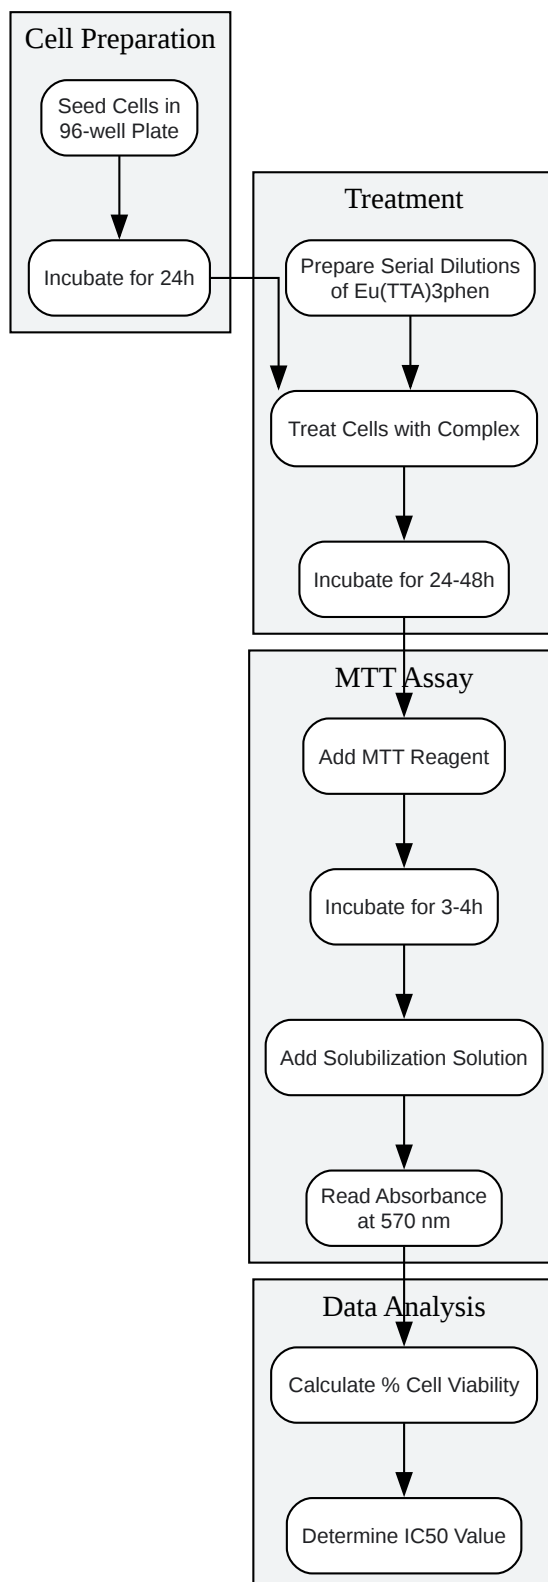 Cell Preparation
Seed Cells in
96-well Plate
Incubate for 24h
Treatment
Prepare Serial Dilutions
of Eu(TTA)3phen
Treat Cells with Complex
Incubate for 24-48h
MTT Assay
Add MTT Reagent
Incubate for 3-4h
Add Solubilization Solution
Read Absorbance
at 570 nm
Data Analysis
Calculate % Cell Viability
Determine IC50 Value